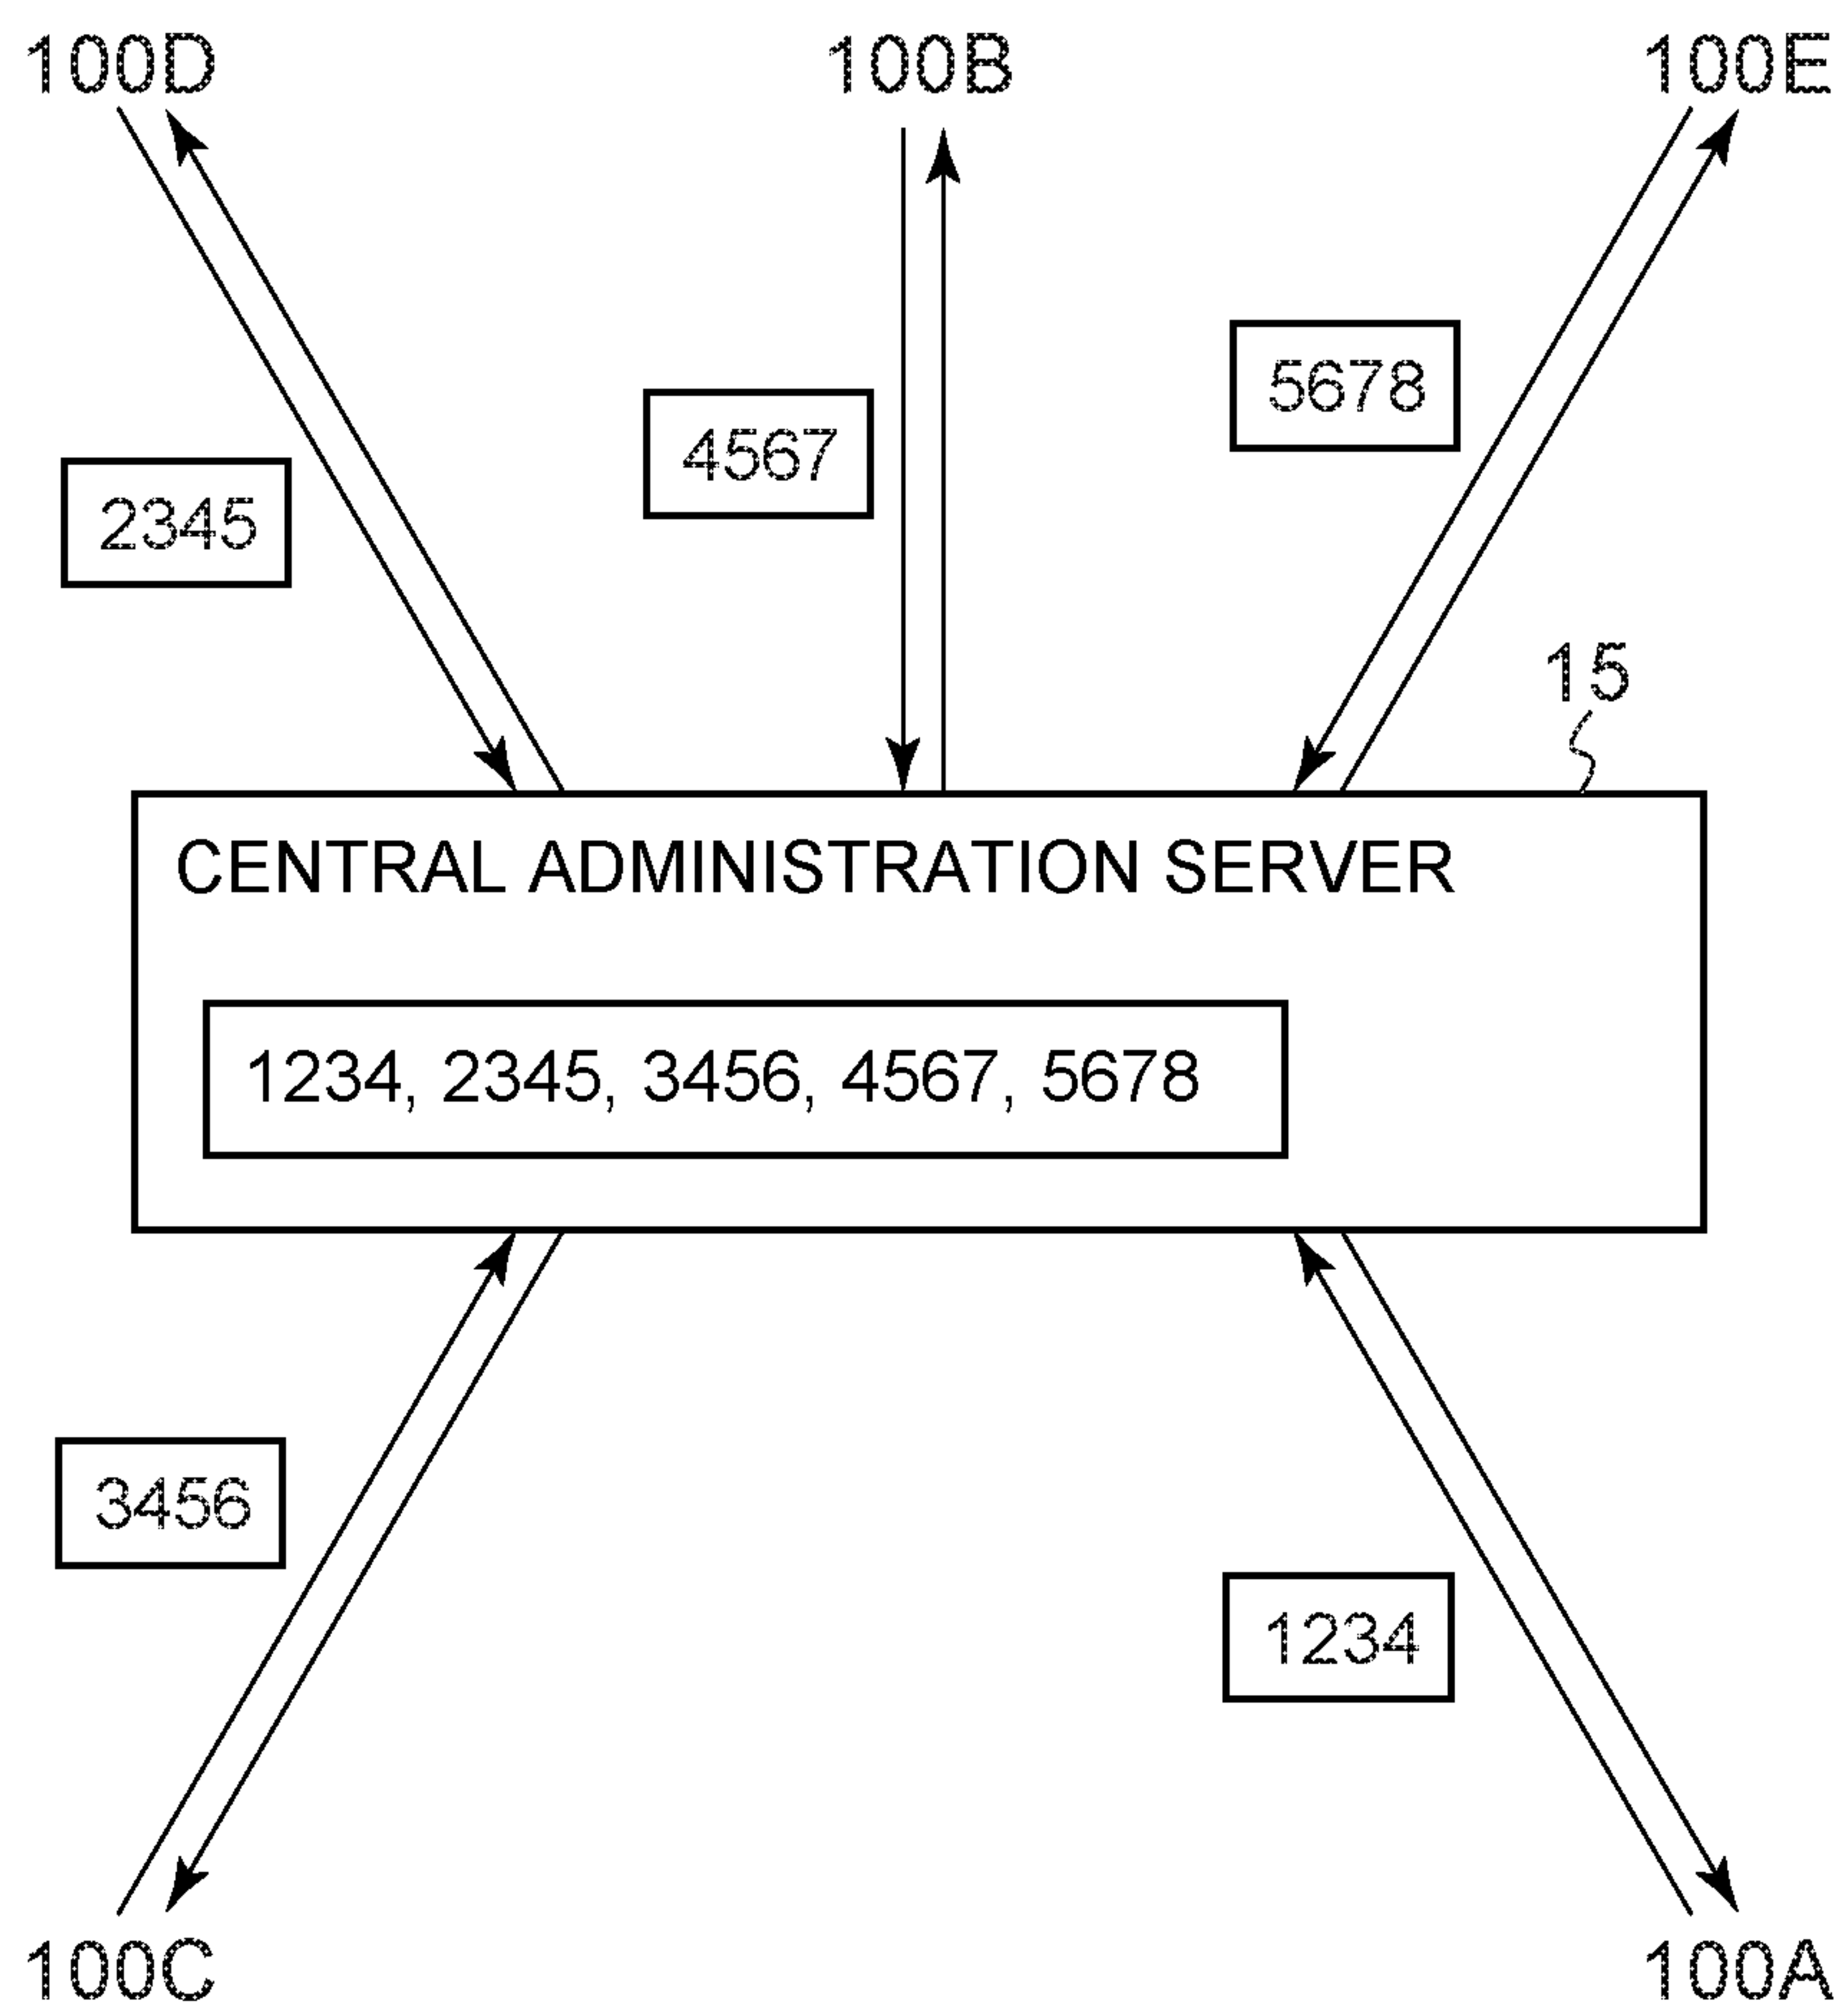 100D
100B
100E
5678
4567
2345
15
CENTRAL ADMINISTRATION SERVER
1234, 2345, 3456, 4567, 5678
3456
1234
100C
100A